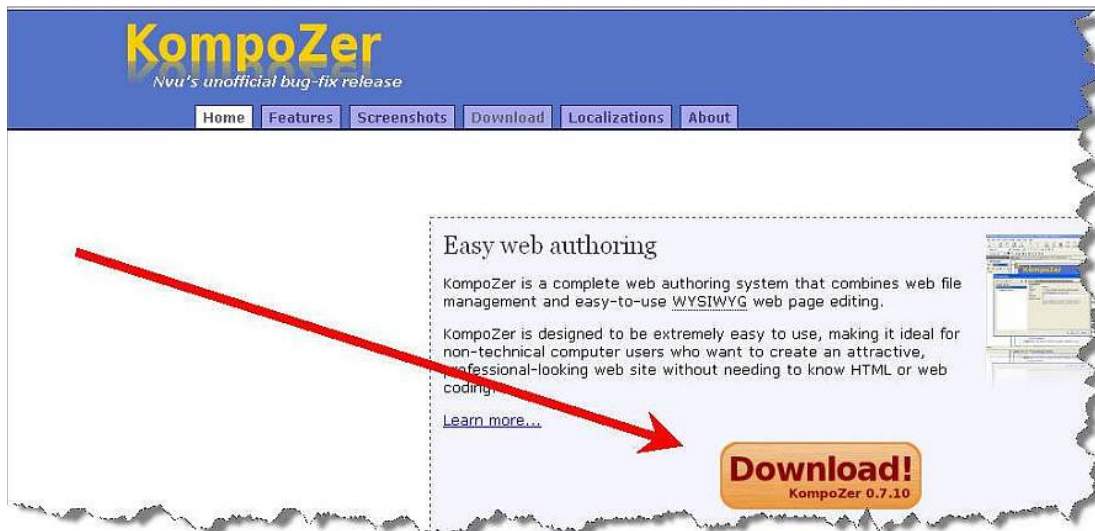 KompoZer
Nvu's unofficial bug-fix release
Home Features Screenshots Download Localizations About
Easy web authoring
KompoZer is a complete web authoring system that combines web file
management and easy-to-use WYSIWYG web page editing.
KompoZer is designed to be extremely easy to use, making it ideal for
non-technical computer users who want to create an attractive,
professional-looking web site without needing to know HTML or web
coding.
Learn more...
Download!
KompoZer 0.7.10